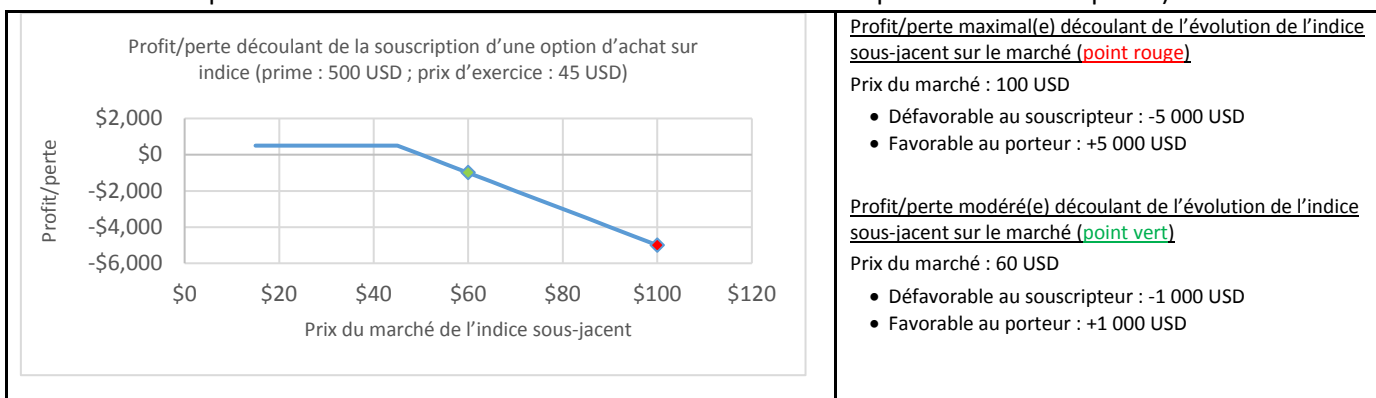 Profit/perte découlant de la souscription d’une option d’achat sur
indice (prime : 500 USD ; prix d’exercice : 45 USD)
$2,000
$0
-$2,000
-$4,000
-$6,000
Profit/perte
$0 $20 $40 $60 $80 $100 $120
Prix du marché de l’indice sous-jacent
Profit/perte maximal(e) découlant de l’évolution de l’indice
sous-jacent sur le marché (point rouge)
Prix du marché : 100 USD
• Défavorable au souscripteur : -5 000 USD
• Favorable au porteur : +5 000 USD
Profit/perte modéré(e) découlant de l’évolution de l’indice
sous-jacent sur le marché (point vert)
Prix du marché : 60 USD
• Défavorable au souscripteur : -1 000 USD
• Favorable au porteur : +1 000 USD